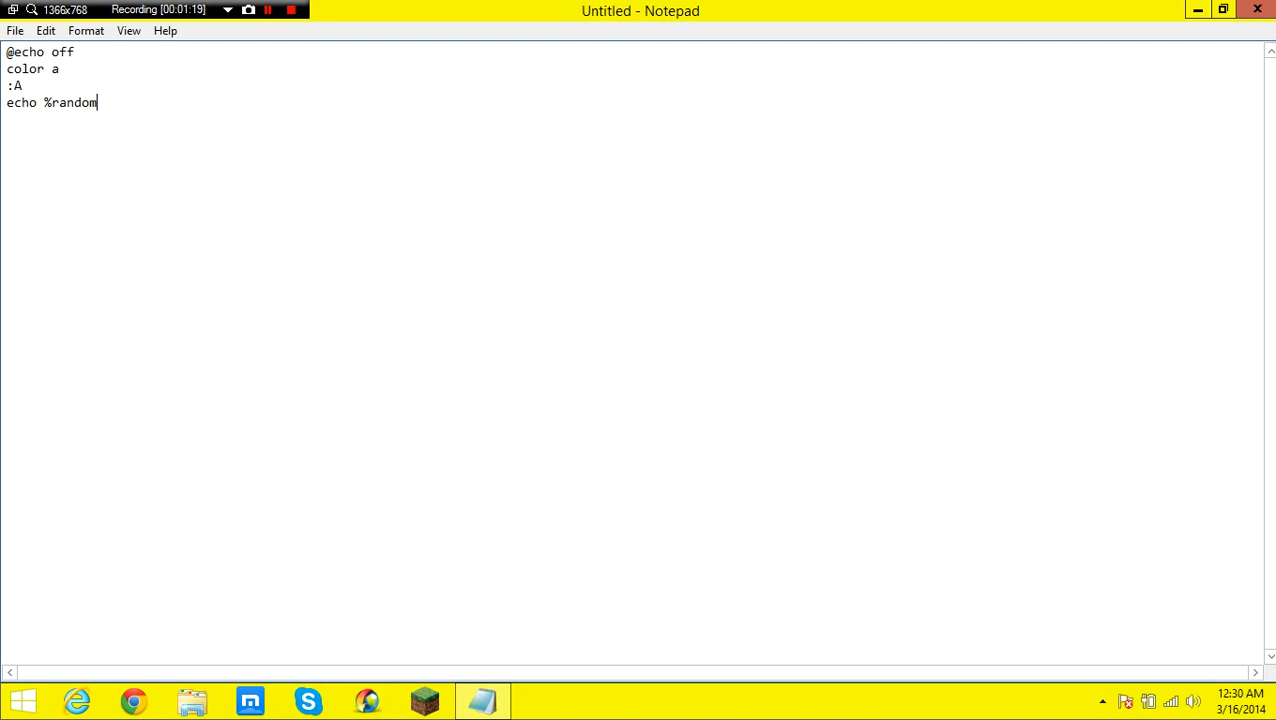 1366x768 Recording [00:01:19]
Untitled - Notepad
File Edit Format View Help
@echo off
color a
:A
echo %random
12:30 AM
3/16/2014